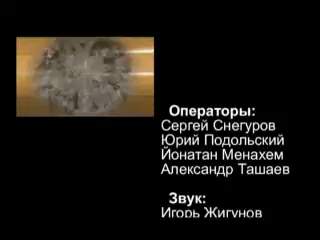 Операторы:
Сергей Снегуров
Юрий Подольский
Йонатан Менахем
Александр Ташаев
Звук:
Игорь Жигунов